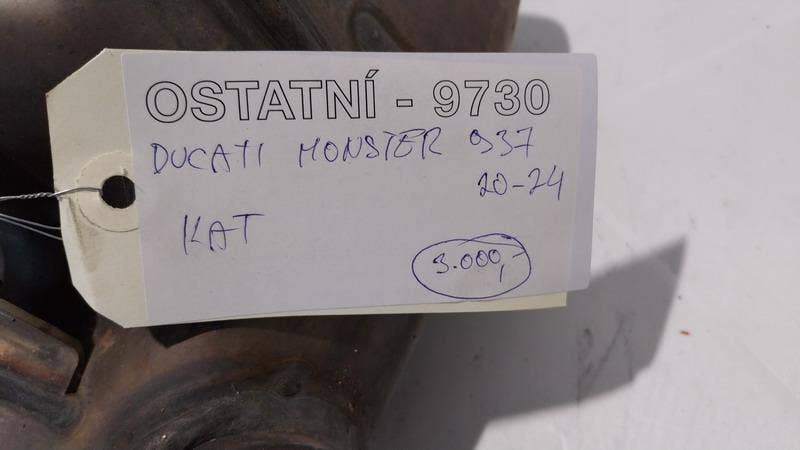 OSTATNÍ - 9730
DUCATI MONSTER 937
20-24
KAT
3.000,-